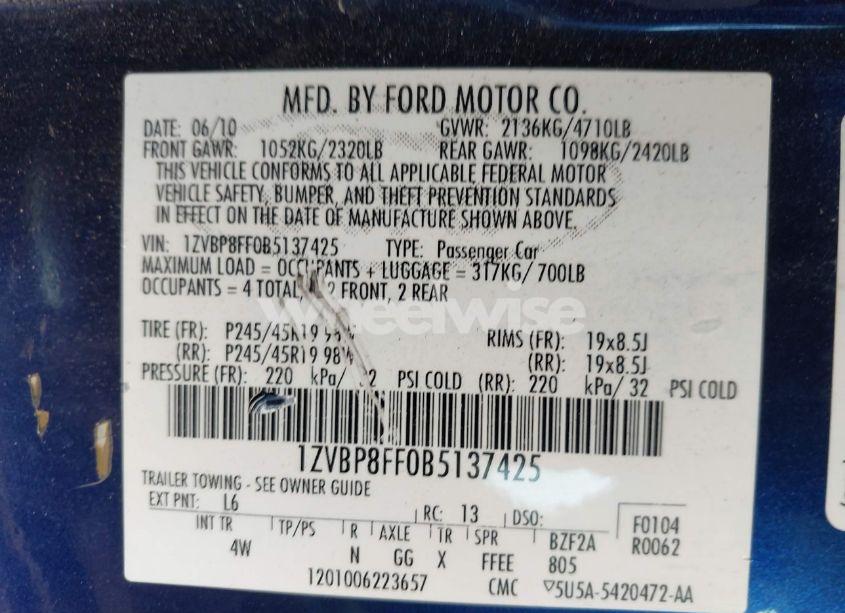 MFD. BY FORD MOTOR CO.
DATE: 06/10 GVWR: 2136KG/4710LB
FRONT GAWR: 1052KG/2320LB REAR GAWR: 1098KG/2420LB
THIS VEHICLE CONFORMS TO ALL APPLICABLE FEDERAL MOTOR
VEHICLE SAFETY, BUMPER, AND THEFT PREVENTION STANDARDS
IN EFFECT ON THE DATE OF MANUFACTURE SHOWN ABOVE.
VIN: 1ZVBP8FF0B5137425 TYPE: Passenger Car
MAXIMUM LOAD = OCCUPANTS + LUGGAGE = 317KG/700LB
OCCUPANTS = 4 TOTAL, 2 FRONT, 2 REAR
wheelwise
TIRE (FR): P245/45R19 98W RIMS (FR): 19x8.5J
(RR): P245/45R19 98W (RR): 19x8.5J
PRESSURE (FR): 220 kPa/ 32 PSI COLD (RR): 220 kPa/ 32 PSI COLD
1ZVBP8FF0B5137425
TRAILER TOWING - SEE OWNER GUIDE
EXT PNT: L6 RC: 13 DSO: F0104
INT TR TP/PS R AXLE TR SPR BZF2A R0062
4W N GG X FFEE 805
1201006223657 CMC ▽5U5A-5420472-AA